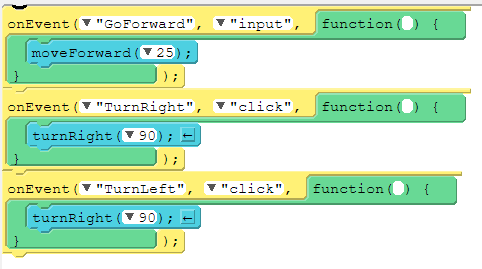 onEvent(▼"GoForward", ▼"input", function( ) {
moveForward(▼25);
} );
onEvent(▼"TurnRight", ▼"click", function( ) {
turnRight(▼90); ←
} );
onEvent(▼"TurnLeft", ▼"click", function( ) {
turnRight(▼90); ←
} );